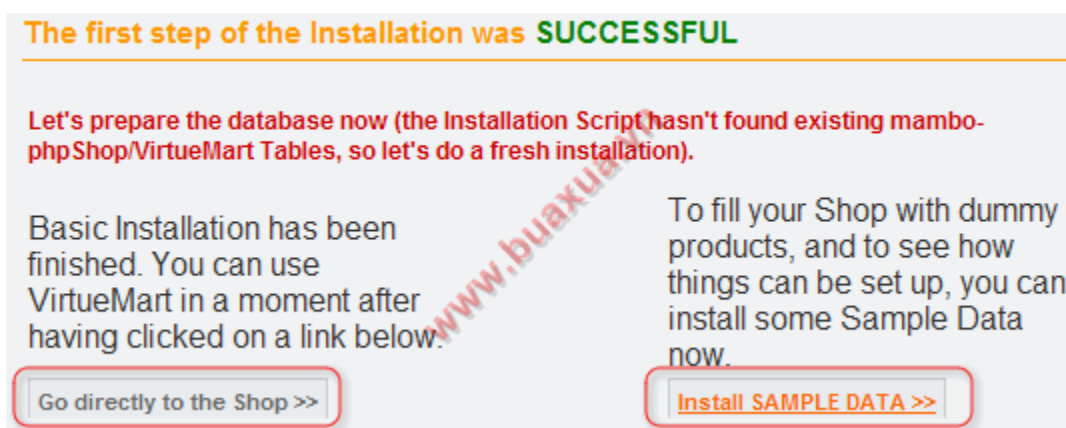 The first step of the Installation was SUCCESSFUL
Let's prepare the database now (the Installation Script hasn't found existing mambo-
phpShop/VirtueMart Tables, so let's do a fresh installation).
Basic Installation has been
finished. You can use
VirtueMart in a moment after
having clicked on a link below.
Go directly to the Shop >>
To fill your Shop with dummy
products, and to see how
things can be set up, you can
install some Sample Data
now.
Install SAMPLE DATA >>
www.buaxua.vn